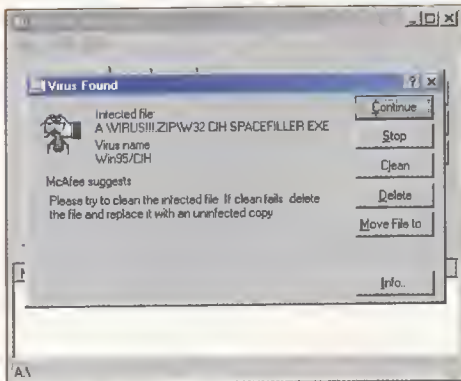 Virus Found
Infected file:
A:\VIRUS!!!.ZIP\W32 CIH SPACEFILLER EXE
Virus name
Win95/CIH
McAfee suggests
Please try to clean the infected file. If clean fails delete
the file and replace it with an uninfected copy
Continue
Stop
Clean
Delete
Move File to
Info..
A:\